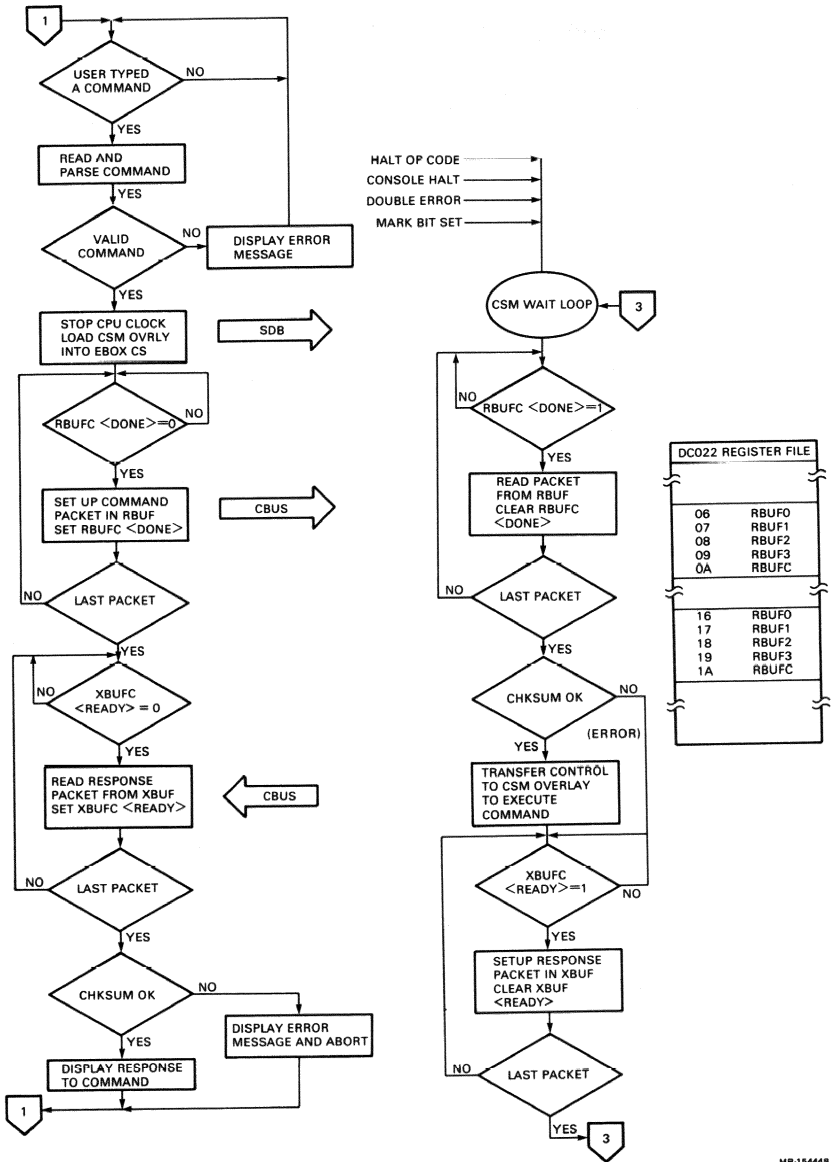 1
USER TYPED
A COMMAND
NO
YES
READ AND
PARSE COMMAND
YES
VALID
COMMAND
NO
DISPLAY ERROR
MESSAGE
YES
STOP CPU CLOCK
LOAD CSM OVRLY
INTO EBOX CS
SDB
RBUFC <DONE>=0
NO
YES
SET UP COMMAND
PACKET IN RBUF
SET RBUFC <DONE>
CBUS
LAST PACKET
NO
YES
XBUFC
<READY> = 0
NO
YES
READ RESPONSE
PACKET FROM XBUF
SET XBUFC <READY>
CBUS
LAST PACKET
NO
YES
CHKSUM OK
NO
DISPLAY ERROR
MESSAGE AND ABORT
YES
DISPLAY RESPONSE
TO COMMAND
1
HALT OP CODE
CONSOLE HALT
DOUBLE ERROR
MARK BIT SET
CSM WAIT LOOP
3
NO
RBUFC <DONE>=1
YES
READ PACKET
FROM RBUF
CLEAR RBUFC
<DONE>
LAST PACKET
NO
YES
CHKSUM OK
NO
(ERROR)
YES
TRANSFER CONTROL
TO CSM OVERLAY
TO EXECUTE
COMMAND
XBUFC
<READY>=1
NO
YES
SETUP RESPONSE
PACKET IN XBUF
CLEAR XBUF
<READY>
LAST PACKET
NO
YES
3
DC022 REGISTER FILE
06 RBUF0
07 RBUF1
08 RBUF2
09 RBUF3
0A RBUFC
16 RBUF0
17 RBUF1
18 RBUF2
19 RBUF3
1A RBUFC